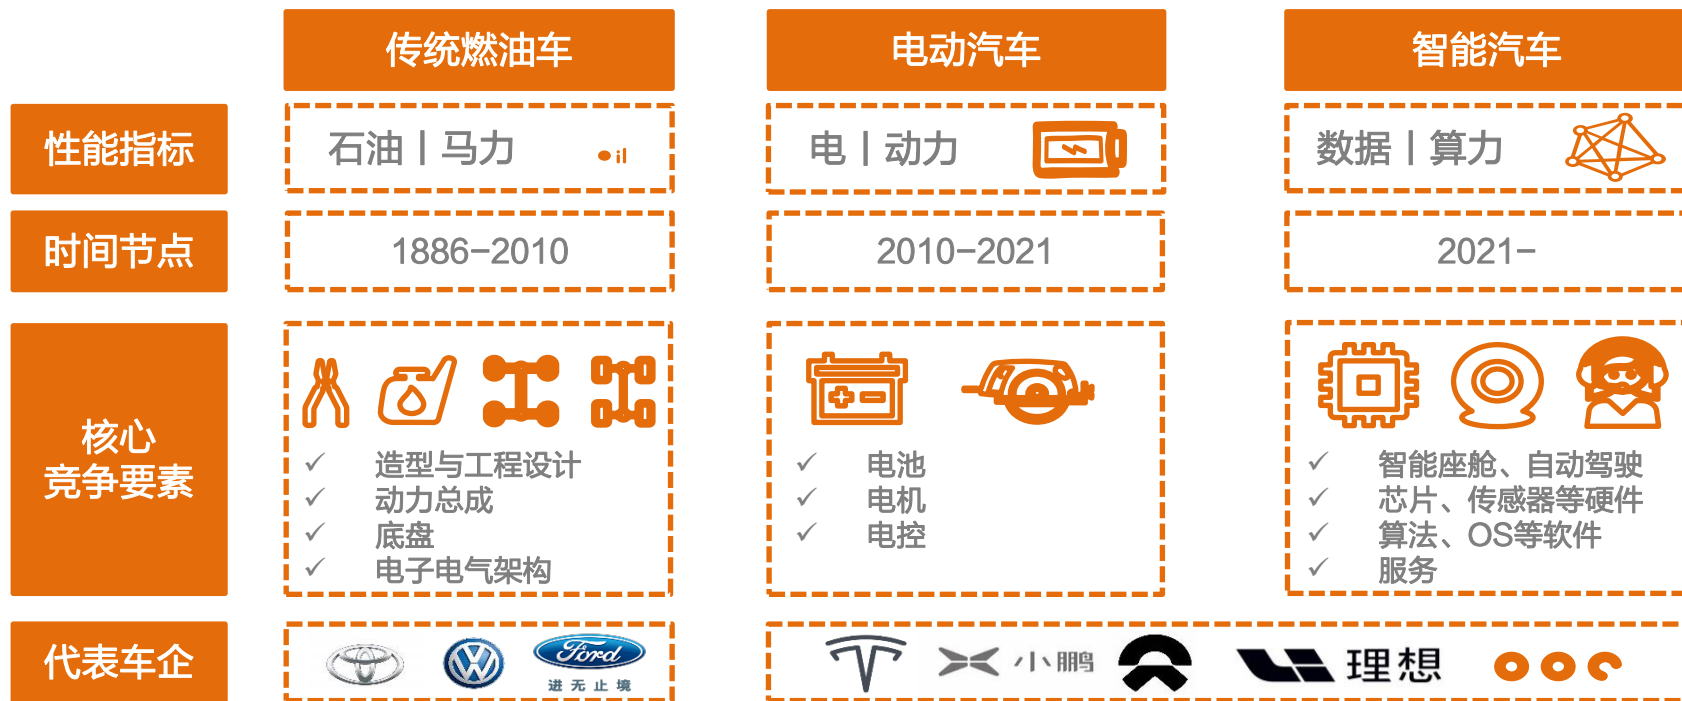 传统燃油车
电动汽车
智能汽车
性能指标
石油丨马力
oil
电丨动力
数据丨算力
时间节点
1886-2010
2010-2021
2021-
核心
竞争要素
✓ 造型与工程设计
✓ 动力总成
✓ 底盘
✓ 电子电气架构
✓ 电池
✓ 电机
✓ 电控
✓ 智能座舱、自动驾驶
✓ 芯片、传感器等硬件
✓ 算法、OS等软件
✓ 服务
代表车企
Ford
进无止境
小鹏
理想